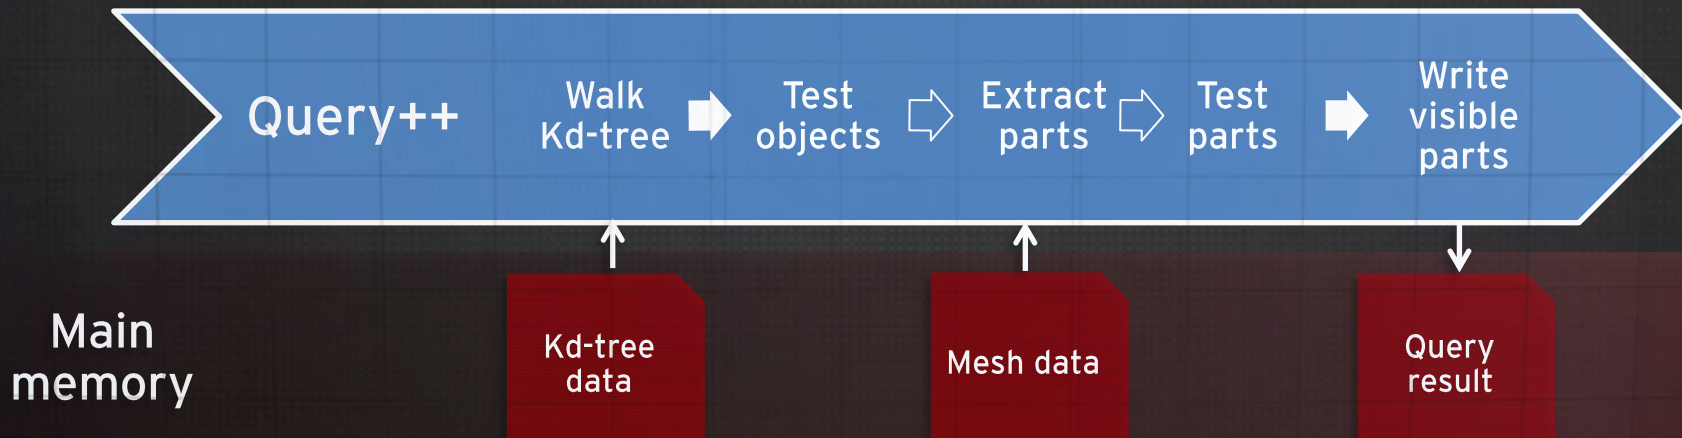 Query++
Walk
Kd-tree
Test
objects
Extract
parts
Test
parts
Write
visible
parts
Main
memory
Kd-tree
data
Mesh data
Query
result